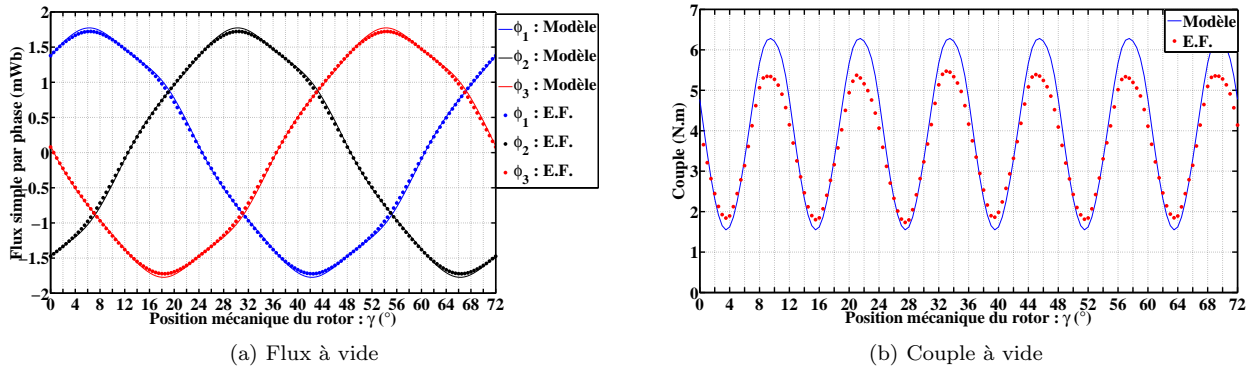 2
1.5
1
0.5
0
−0.5
−1
−1.5
−2
Flux simple par phase (mWb)
0 4 8 12 16 20 24 28 32 36 40 44 48 52 56 60 64 68 72
Position mécanique du rotor : γ (°)
ϕ1 : Modèle
ϕ2 : Modèle
ϕ3 : Modèle
ϕ1 : E.F.
ϕ2 : E.F.
ϕ3 : E.F.
(a) Flux à vide
7
6
5
4
3
2
1
0
Couple (N.m)
0 4 8 12 16 20 24 28 32 36 40 44 48 52 56 60 64 68 72
Position mécanique du rotor : γ (°)
Modèle
E.F.
(b) Couple à vide